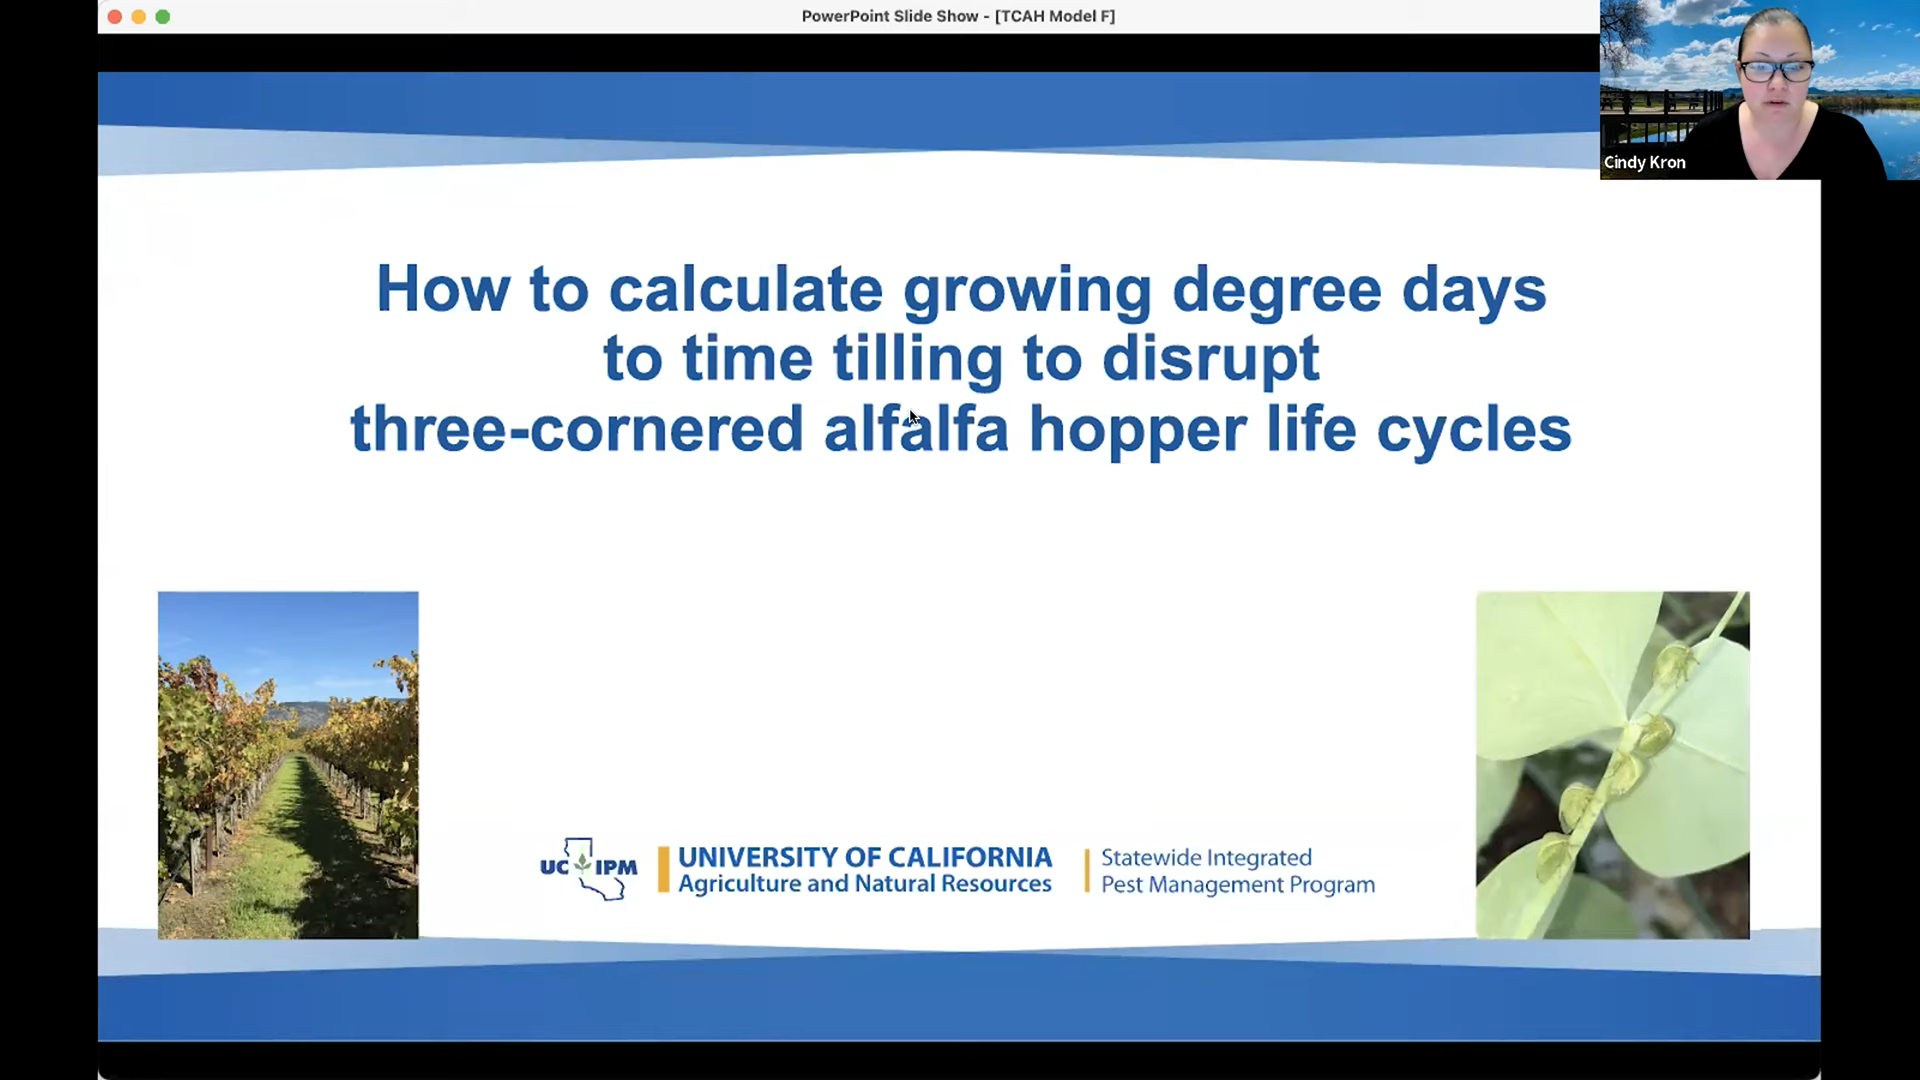 PowerPoint Slide Show - [TCAH Model F]
Cindy Kron
How to calculate growing degree days
to time tilling to disrupt
three-cornered alfalfa hopper life cycles
UC IPM
UNIVERSITY OF CALIFORNIA
Agriculture and Natural Resources
Statewide Integrated
Pest Management Program